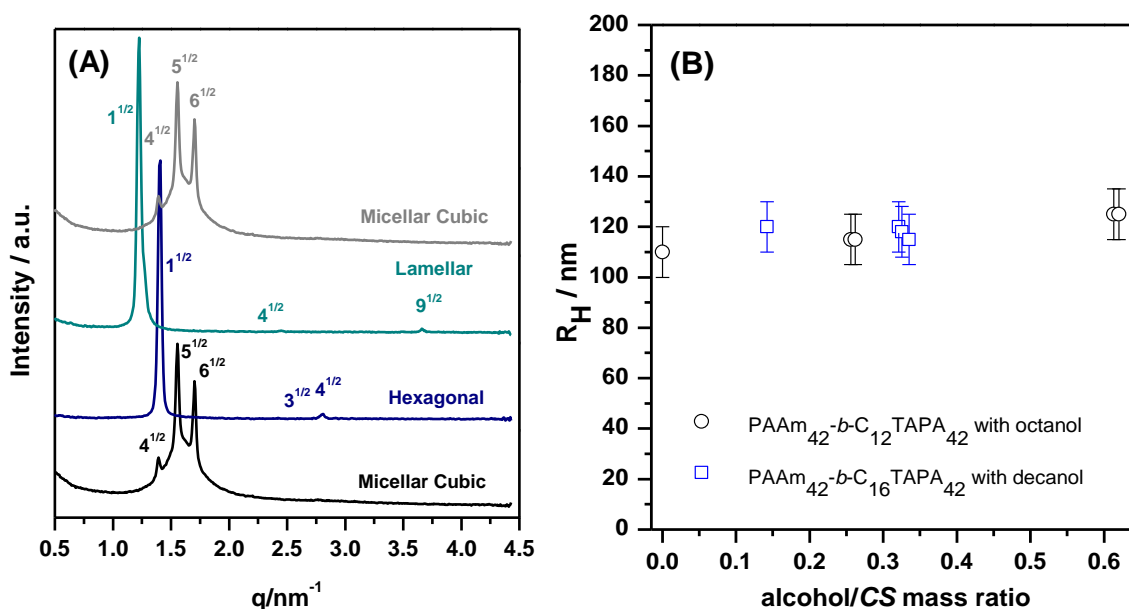 (A)
5^1/2
6^1/2
1^1/2
4^1/2
Micellar Cubic
1^1/2
Lamellar
4^1/2
9^1/2
5^1/2
6^1/2
3^1/2
4^1/2
Hexagonal
4^1/2
Micellar Cubic
Intensity / a.u.
0.5 1.0 1.5 2.0 2.5 3.0 3.5 4.0 4.5
q/nm^-1
(B)
200
180
160
140
120
100
80
60
40
20
0
R_H / nm
PAAm_42-b-C_12TAPA_42 with octanol
PAAm_42-b-C_16TAPA_42 with decanol
0.0 0.1 0.2 0.3 0.4 0.5 0.6
alcohol/CS mass ratio